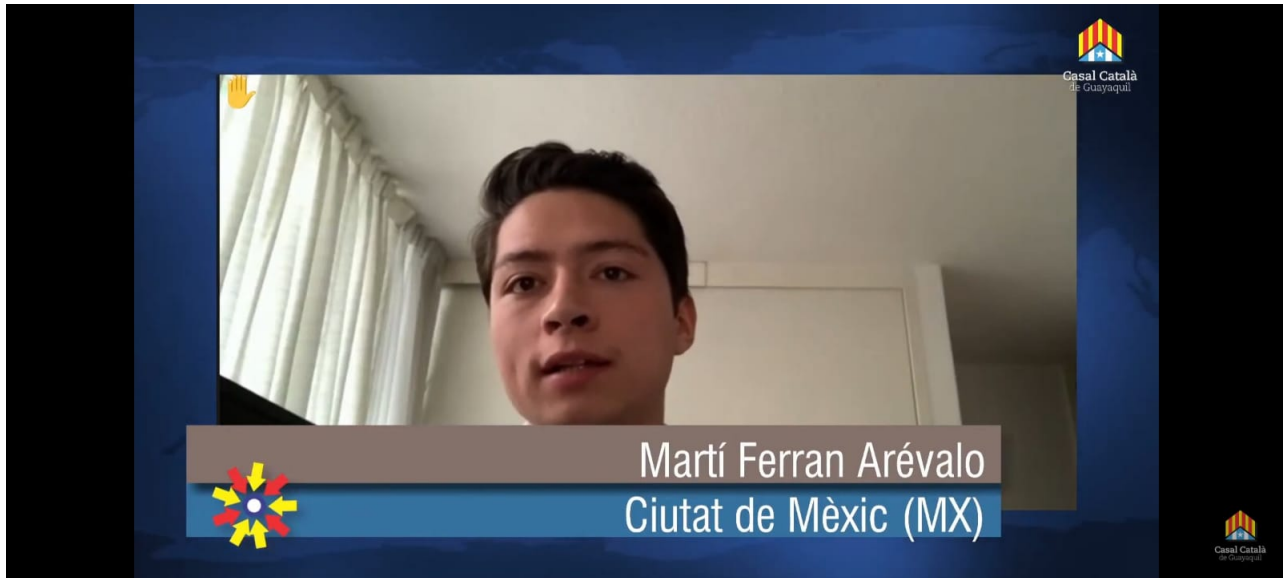 Casal Català
de Guayaquil
Martí Ferran Arévalo
Ciutat de Mèxic (MX)
Casal Català
de Guayaquil